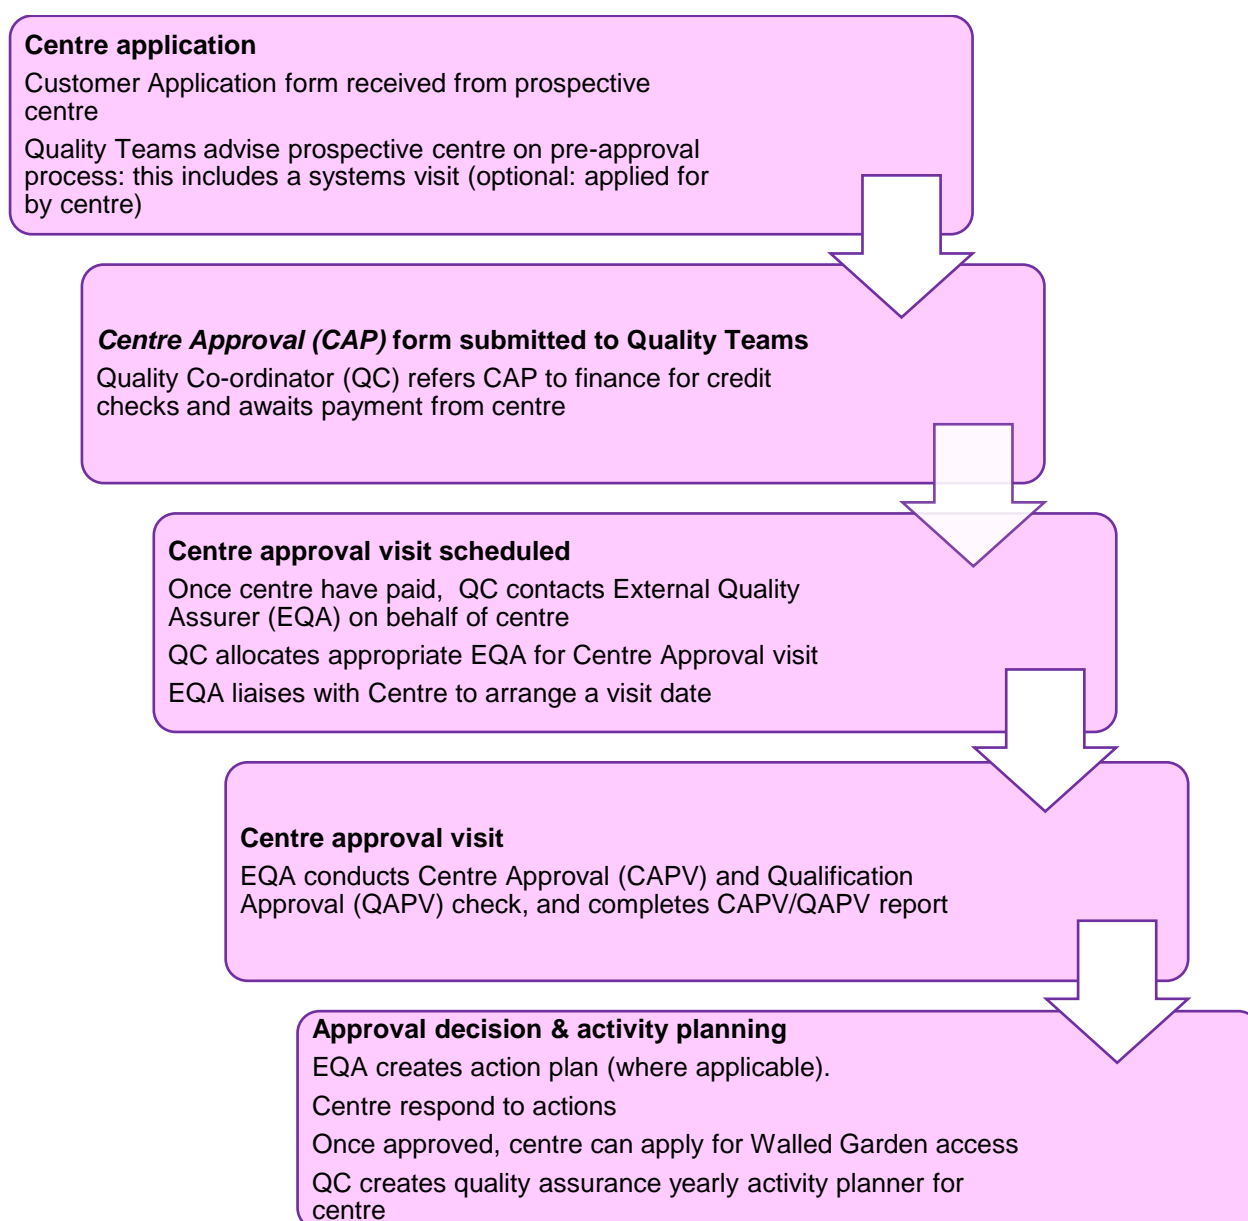 Centre application
Customer Application form received from prospective
centre
Quality Teams advise prospective centre on pre-approval
process: this includes a systems visit (optional: applied for
by centre)
Centre Approval (CAP) form submitted to Quality Teams
Quality Co-ordinator (QC) refers CAP to finance for credit
checks and awaits payment from centre
Centre approval visit scheduled
Once centre have paid,  QC contacts External Quality
Assurer (EQA) on behalf of centre
QC allocates appropriate EQA for Centre Approval visit
EQA liaises with Centre to arrange a visit date
Centre approval visit
EQA conducts Centre Approval (CAPV) and Qualification
Approval (QAPV) check, and completes CAPV/QAPV report
Approval decision & activity planning
EQA creates action plan (where applicable).
Centre respond to actions
Once approved, centre can apply for Walled Garden access
QC creates quality assurance yearly activity planner for
centre